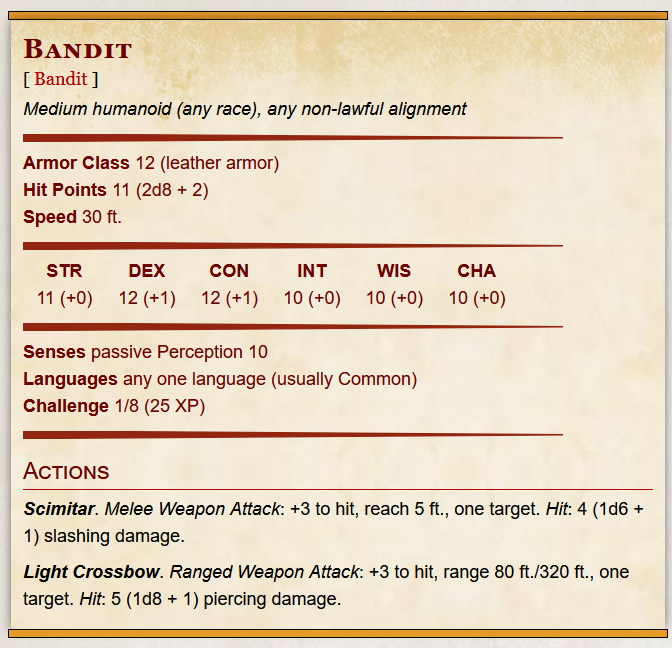 BANDIT
[ Bandit ]
Medium humanoid (any race), any non-lawful alignment
Armor Class 12 (leather armor)
Hit Points 11 (2d8 + 2)
Speed 30 ft.
STR DEX CON INT WIS CHA
11 (+0) 12 (+1) 12 (+1) 10 (+0) 10 (+0) 10 (+0)
Senses passive Perception 10
Languages any one language (usually Common)
Challenge 1/8 (25 XP)
ACTIONS
Scimitar. Melee Weapon Attack: +3 to hit, reach 5 ft., one target. Hit: 4 (1d6 +
1) slashing damage.
Light Crossbow. Ranged Weapon Attack: +3 to hit, range 80 ft./320 ft., one
target. Hit: 5 (1d8 + 1) piercing damage.